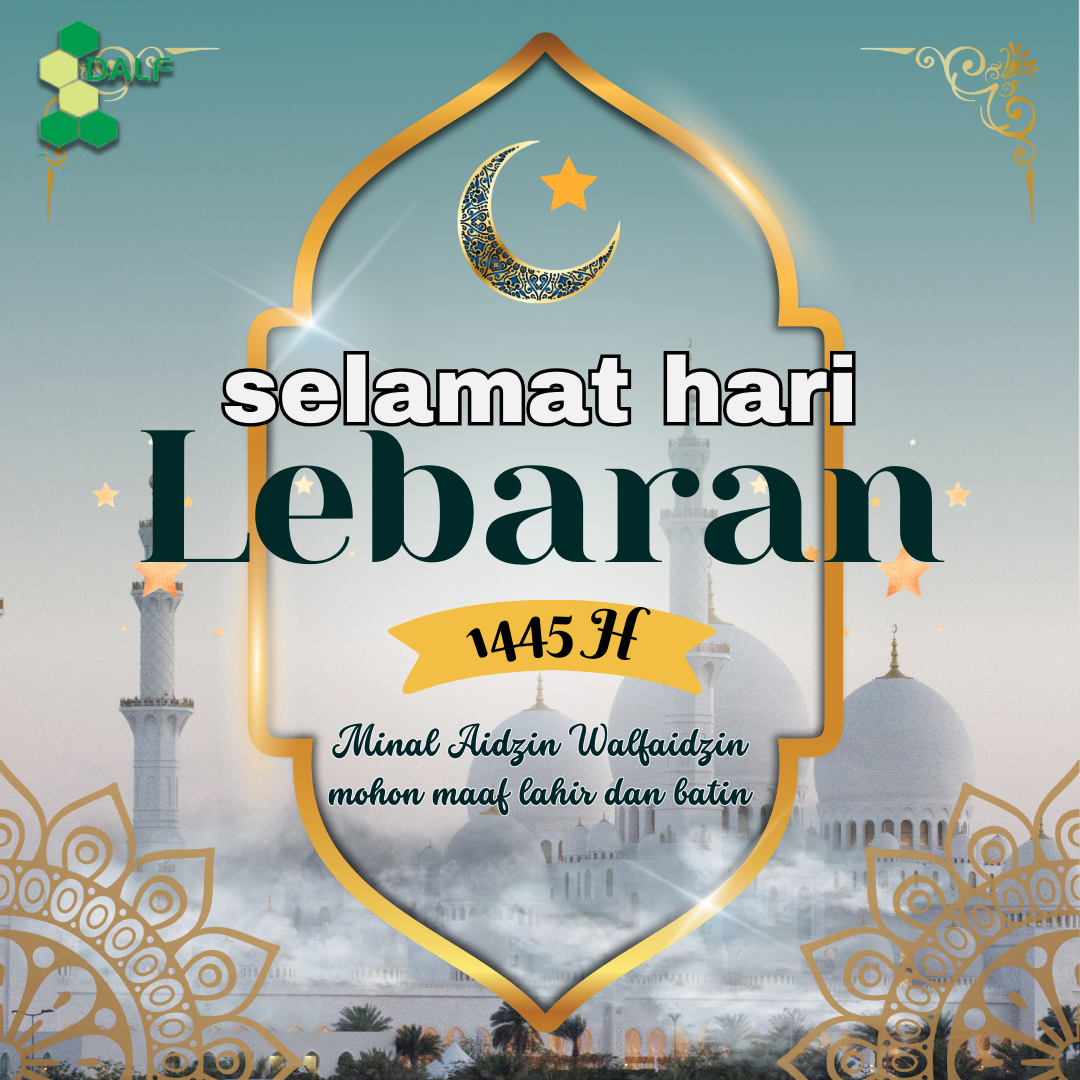 DALF
selamat hari
Lebaran
1445 H
Minal Aidzin Walfaidzin
mohon maaf lahir dan batin